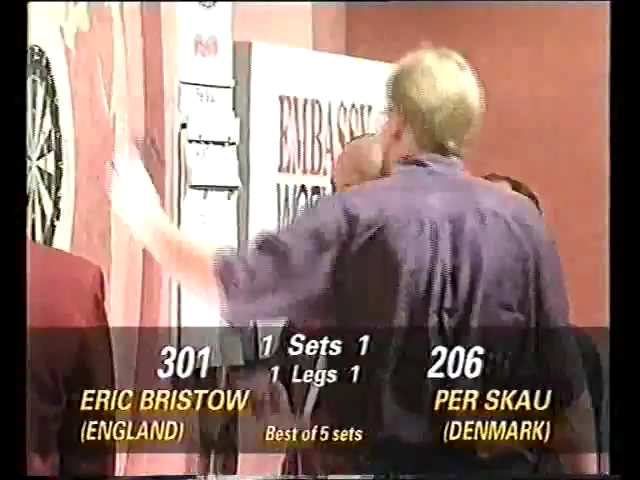 EMBASSY
WOR
1 Sets 1
301 206
1 Legs 1
ERIC BRISTOW PER SKAU
(ENGLAND) Best of 5 sets (DENMARK)